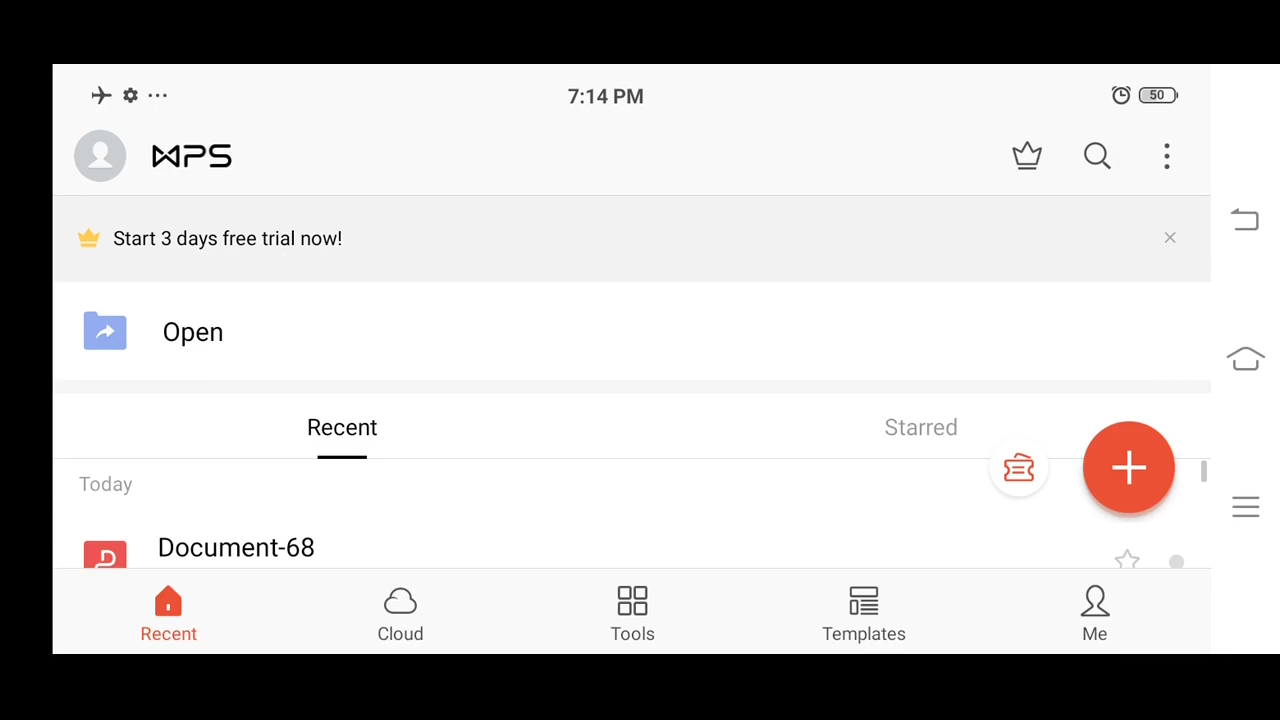 7:14 PM
50
WPS
Start 3 days free trial now!
Open
Recent
Starred
Today
Document-68
Recent
Cloud
Tools
Templates
Me